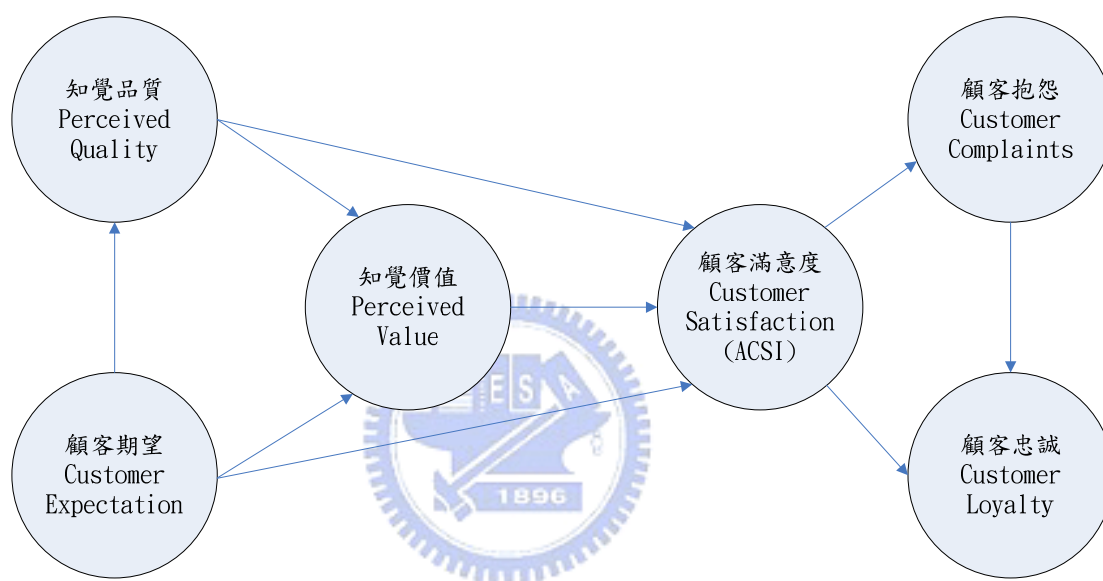 知覺品質
Perceived
Quality
顧客抱怨
Customer
Complaints
知覺價值
Perceived
Value
顧客滿意度
Customer
Satisfaction
(ACSI)
顧客期望
Customer
Expectation
顧客忠誠
Customer
Loyalty
ESA
1896